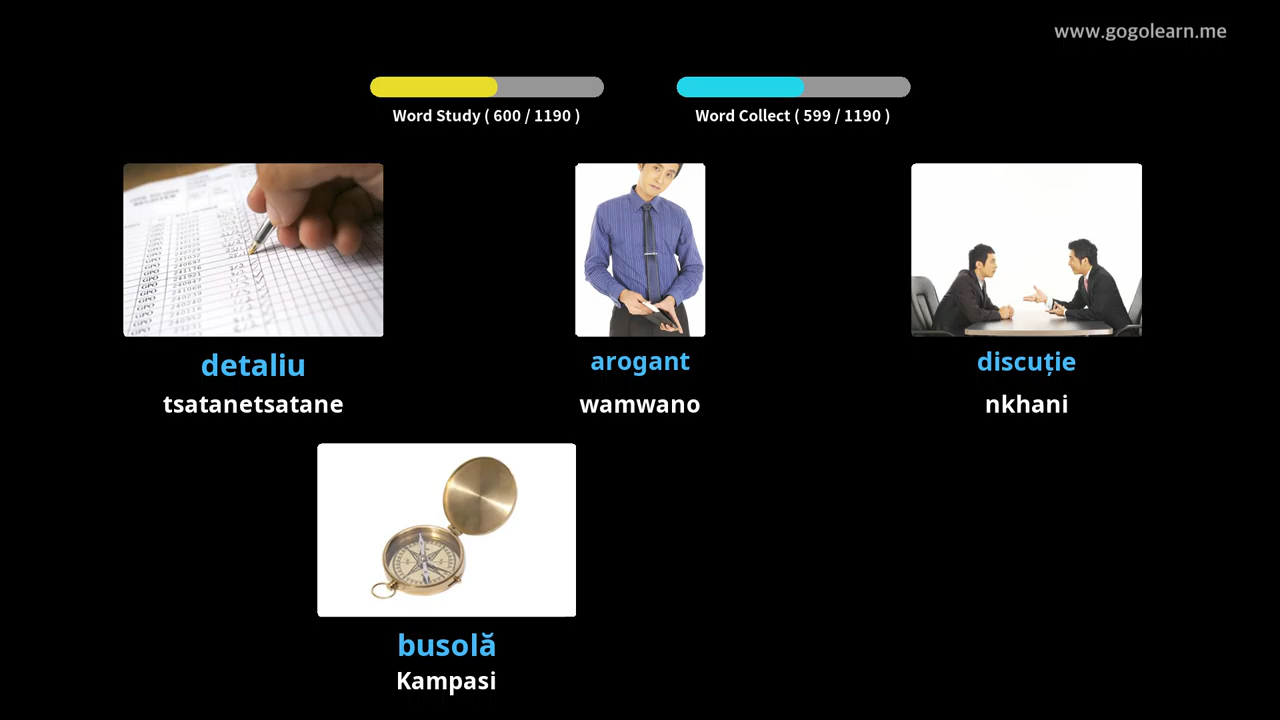 www.gogolearn.me
Word Study ( 600 / 1190 )
Word Collect ( 599 / 1190 )
detaliu
tsatanetsatane
arogant
wamwano
discuție
nkhani
busolă
Kampasi